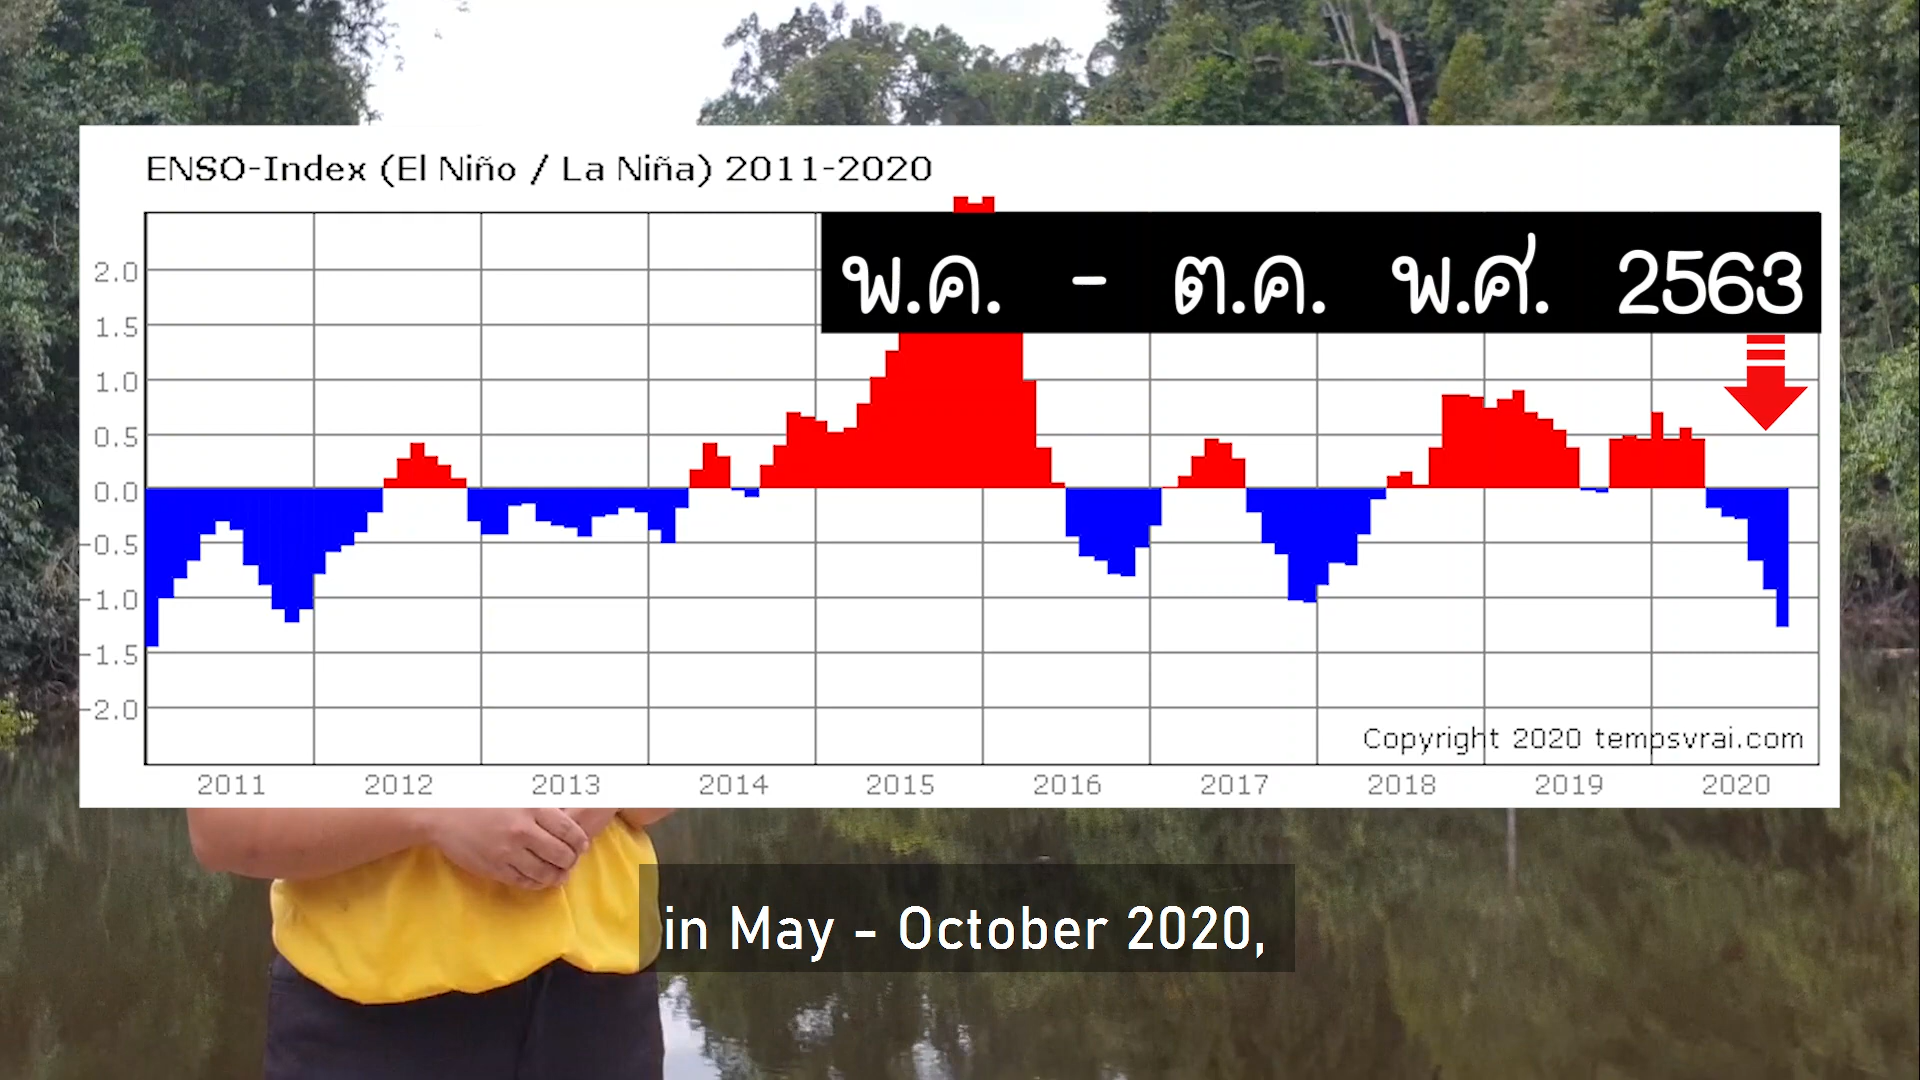 ENSO-Index (El Niño / La Niña) 2011-2020
พ.ค. - ต.ค. พ.ศ. 2563
2.0
1.5
1.0
0.5
0.0
-0.5
-1.0
-1.5
-2.0
Copyright 2020 tempsvrai.com
2011 2012 2013 2014 2015 2016 2017 2018 2019 2020
in May - October 2020,